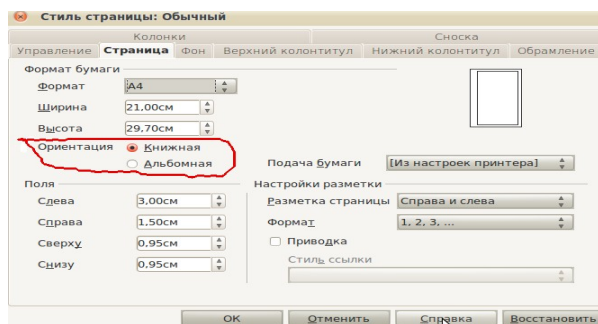 Стиль страницы: Обычный
Колонки Сноска
Управление Страница Фон Верхний колонтитул Нижний колонтитул Обрамление
Формат бумаги
Формат A4
Ширина 21,00см
Высота 29,70см
Ориентация Книжная
Альбомная Подача бумаги [Из настроек принтера]
Поля Настройки разметки
Слева 3,00см Разметка страницы Справа и слева
Справа 1,50см Формат 1, 2, 3, ...
Сверху 0,95см Приводка
Снизу 0,95см Стиль ссылки
ОК Отменить Справка Восстановить